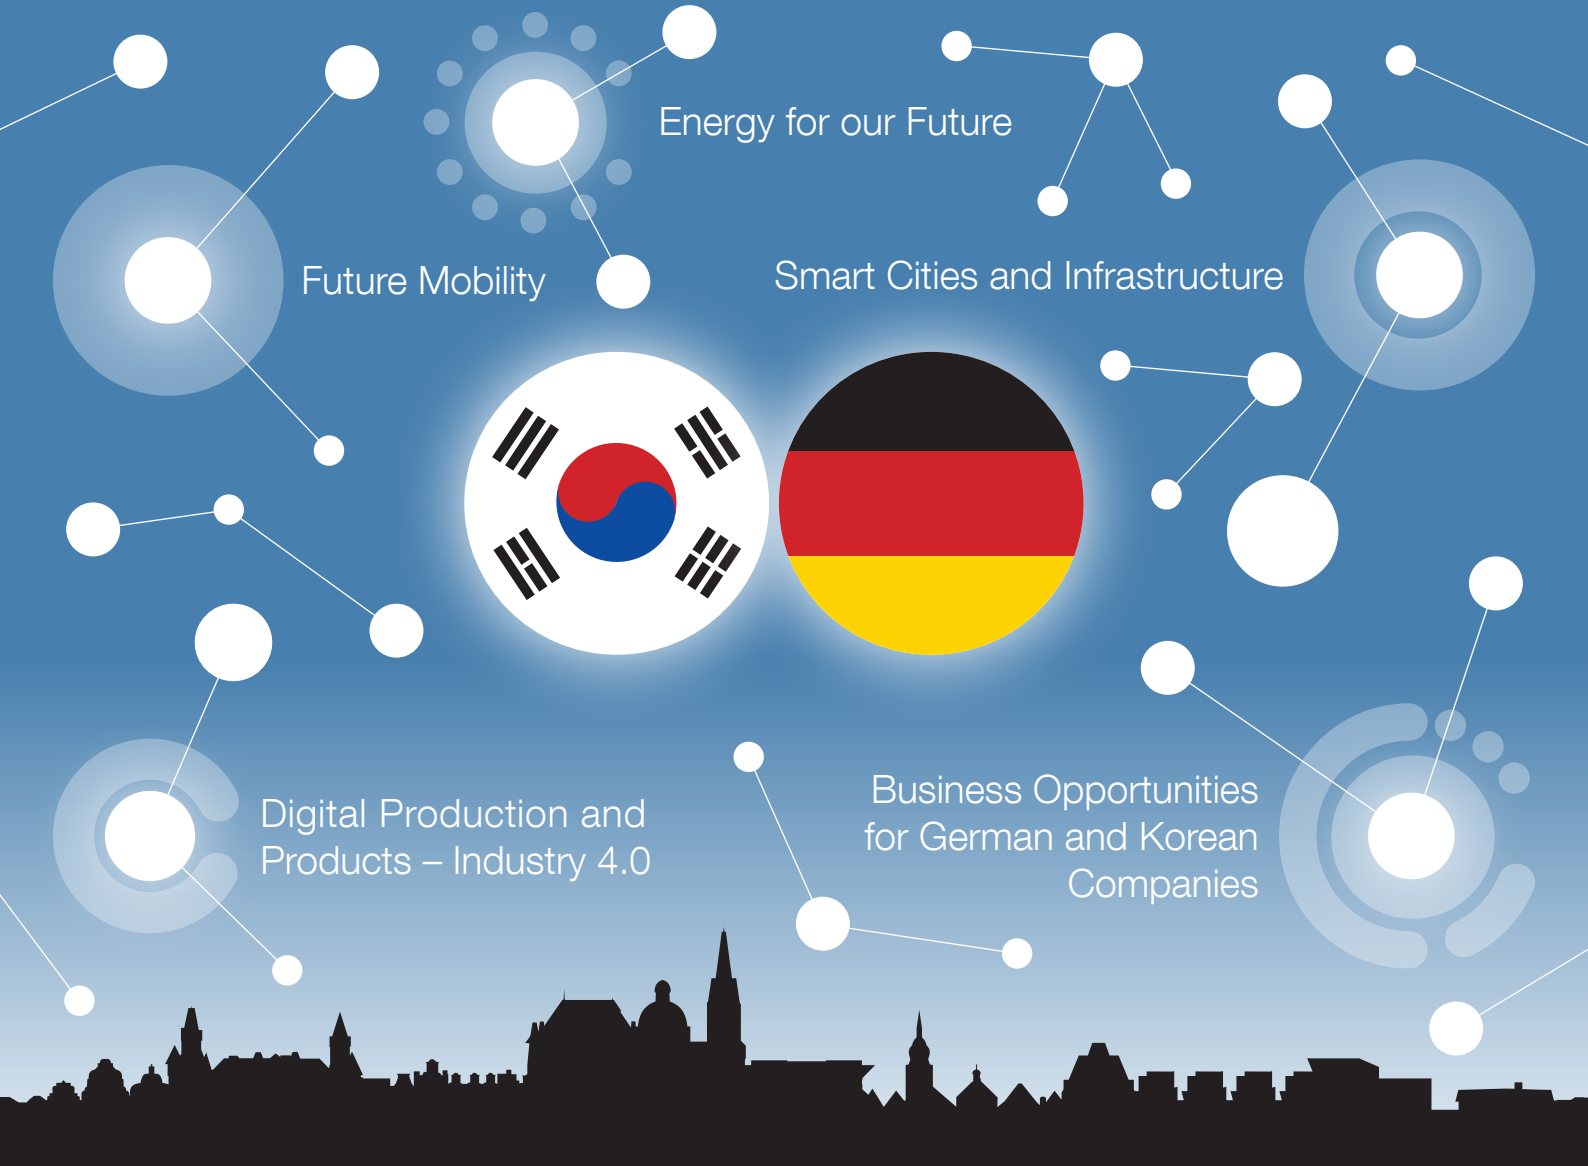 Energy for our Future
Future Mobility
Smart Cities and Infrastructure
Digital Production and
Products – Industry 4.0
Business Opportunities
for German and Korean
Companies